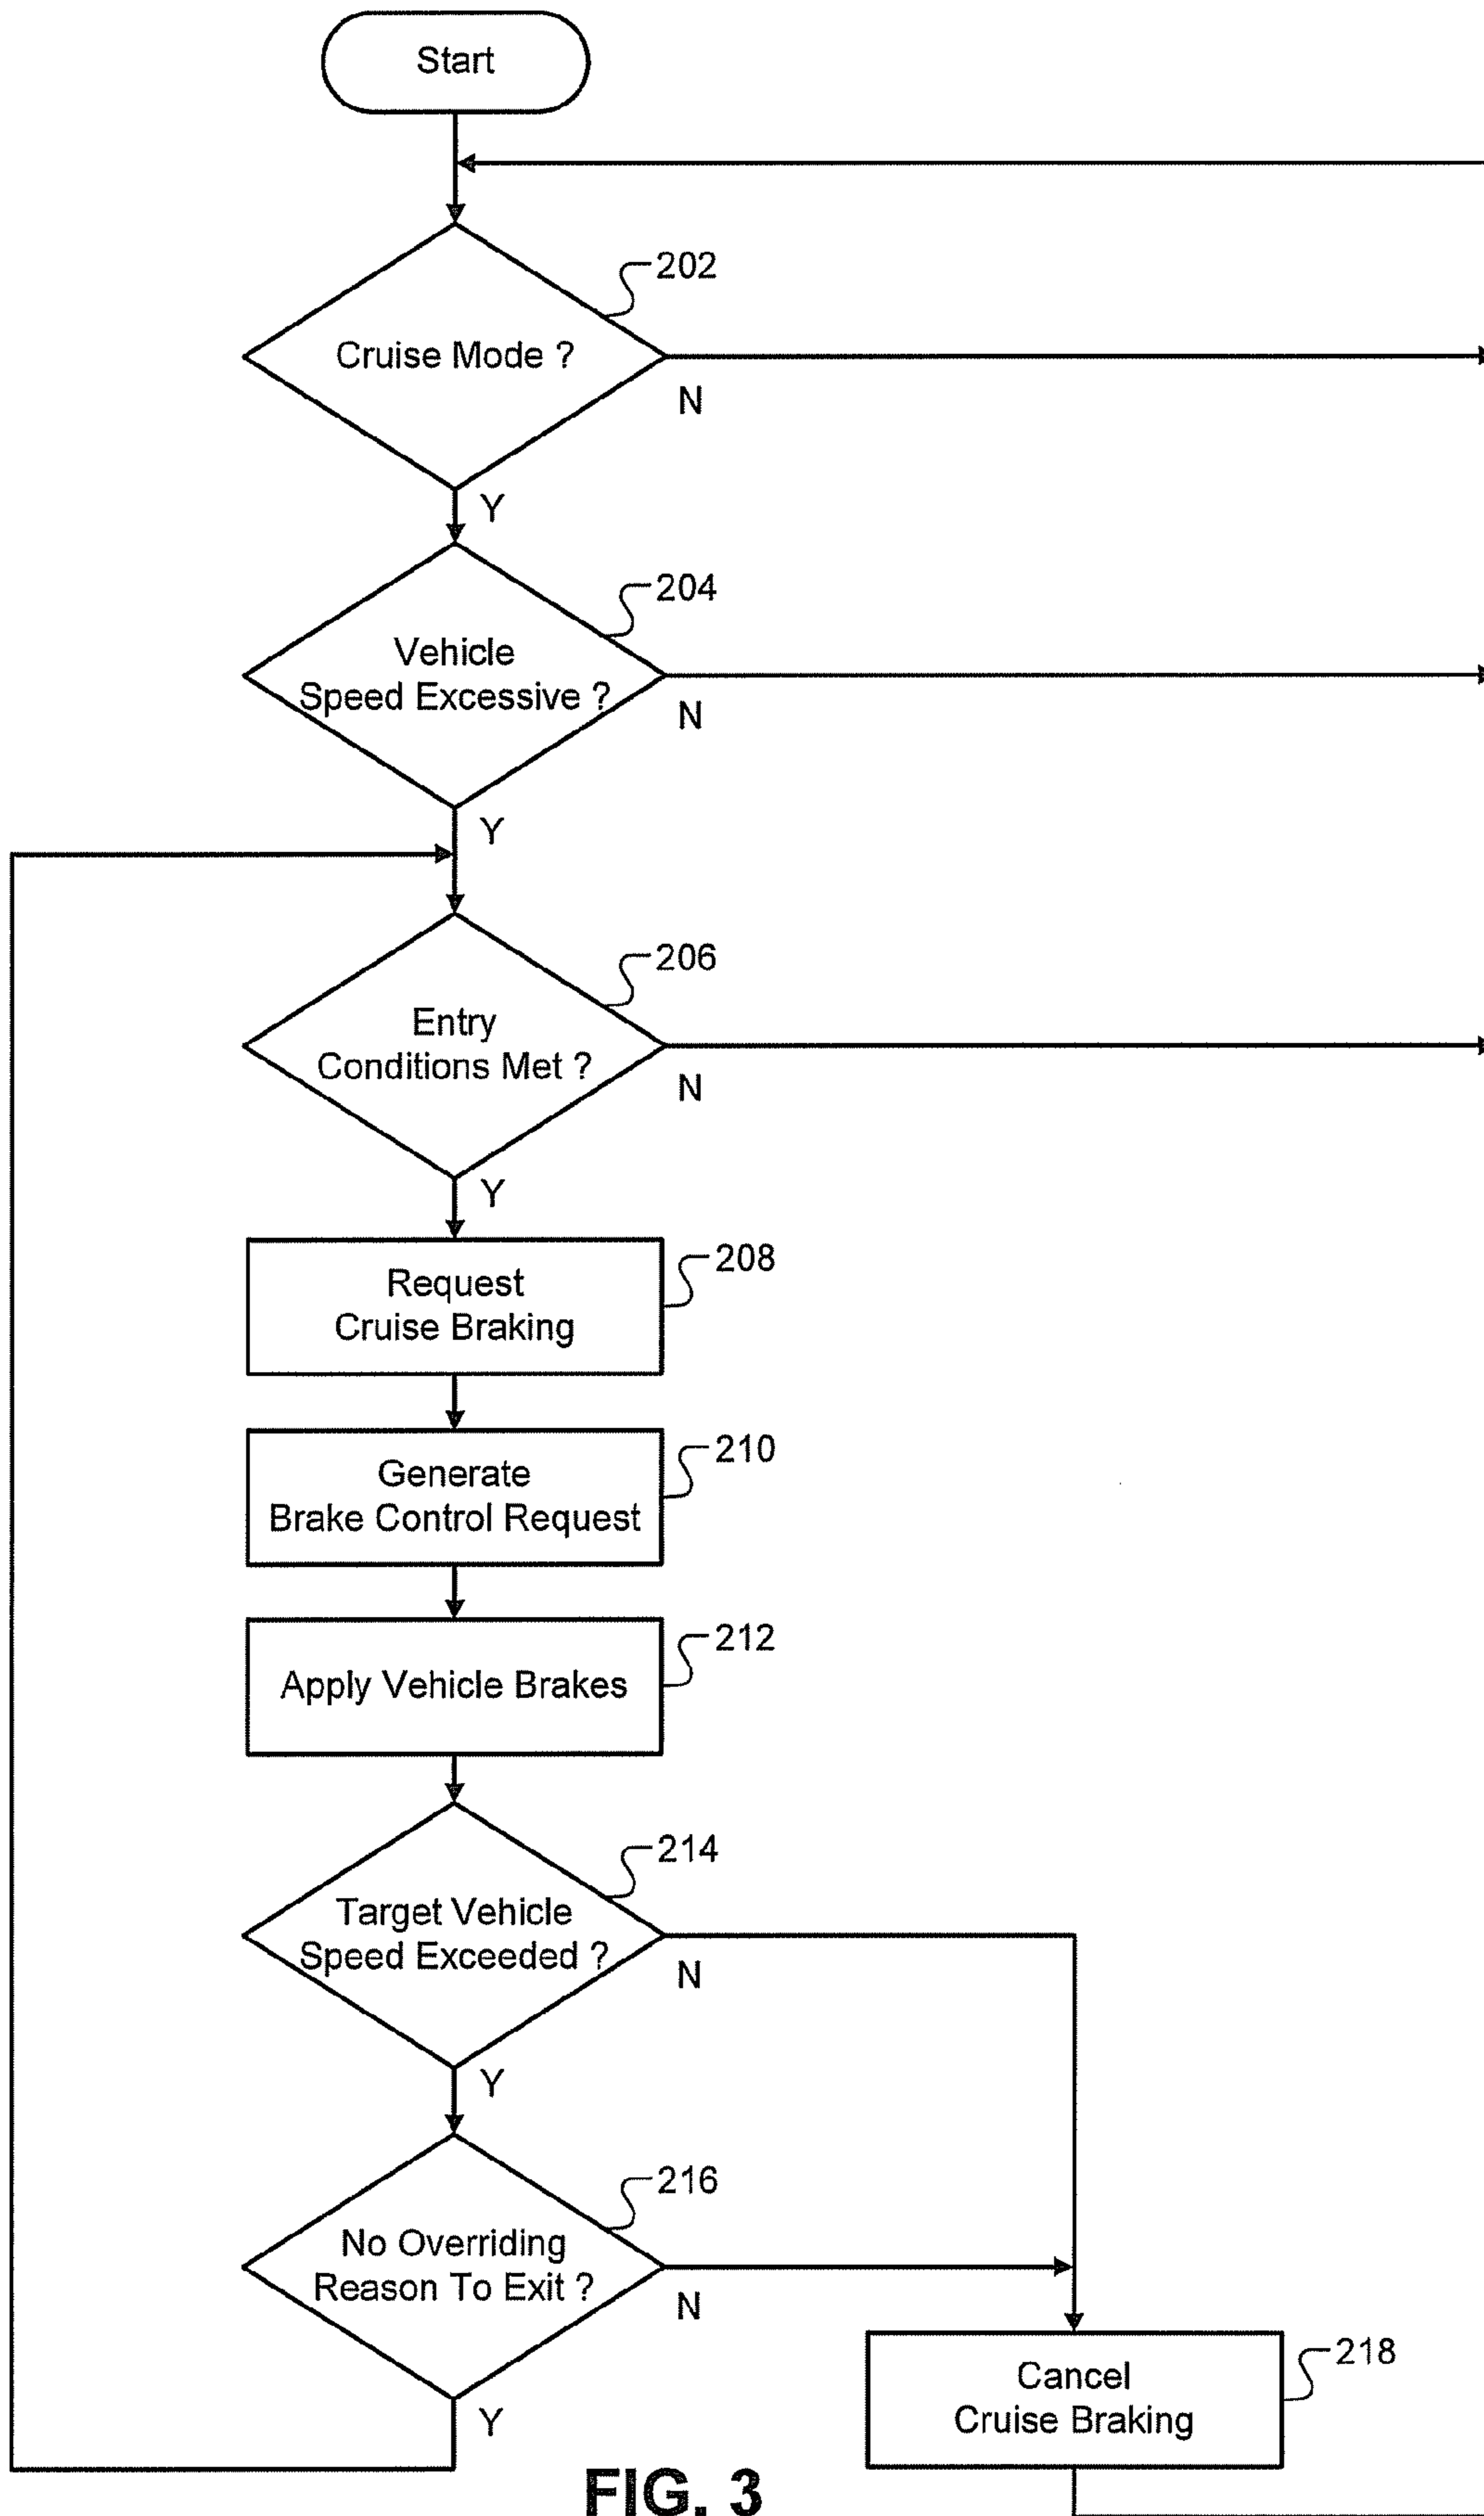 Start
202
Cruise Mode ?
N
Y
204
Vehicle
Speed Excessive ?
N
Y
206
Entry
Conditions Met ?
N
Y
208
Request
Cruise Braking
210
Generate
Brake Control Request
212
Apply Vehicle Brakes
214
Target Vehicle
Speed Exceeded ?
N
Y
216
No Overriding
Reason To Exit ?
N
218
Cancel
Cruise Braking
Y
FIG. 3